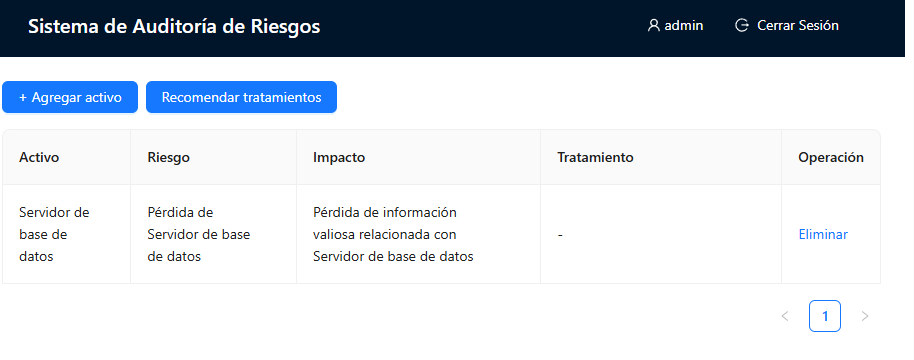 Sistema de Auditoría de Riesgos
admin
Cerrar Sesión
+ Agregar activo
Recomendar tratamientos
Activo
Riesgo
Impacto
Tratamiento
Operación
Servidor de
base de
datos
Pérdida de
Servidor de base
de datos
Pérdida de información
valiosa relacionada con
Servidor de base de datos
-
Eliminar
1